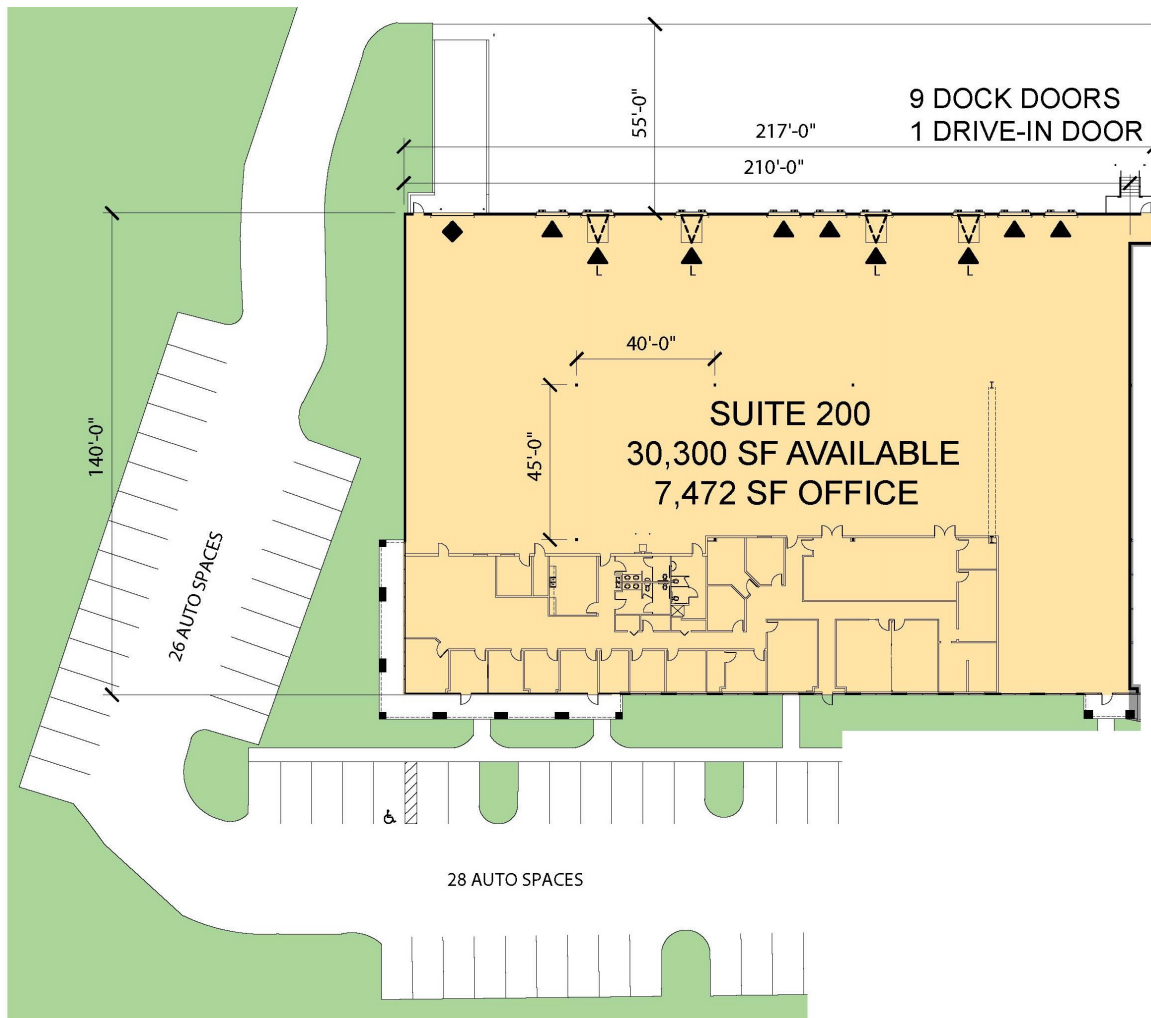 55'-0"
9 DOCK DOORS
1 DRIVE-IN DOOR
217'-0"
210'-0"
L
L
L
L
40'-0"
140'-0"
45'-0"
SUITE 200
30,300 SF AVAILABLE
7,472 SF OFFICE
26 AUTO SPACES
28 AUTO SPACES